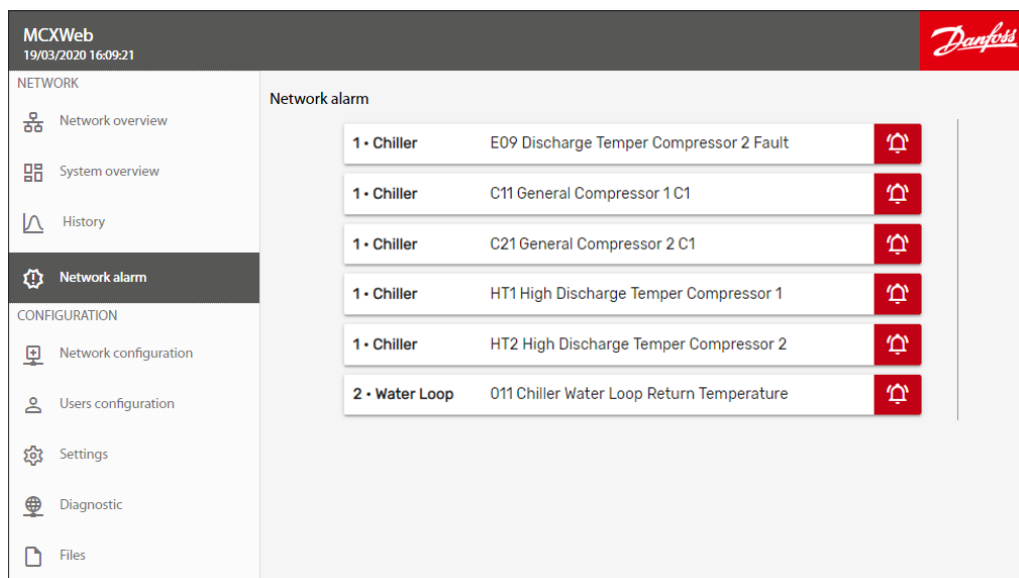 MCXWeb
19/03/2020 16:09:21
Danfoss
NETWORK
Network overview
System overview
History
Network alarm
CONFIGURATION
Network configuration
Users configuration
Settings
Diagnostic
Files
Network alarm
1 • Chiller E09 Discharge Temper Compressor 2 Fault
1 • Chiller C11 General Compressor 1 C1
1 • Chiller C21 General Compressor 2 C1
1 • Chiller HT1 High Discharge Temper Compressor 1
1 • Chiller HT2 High Discharge Temper Compressor 2
2 • Water Loop 011 Chiller Water Loop Return Temperature